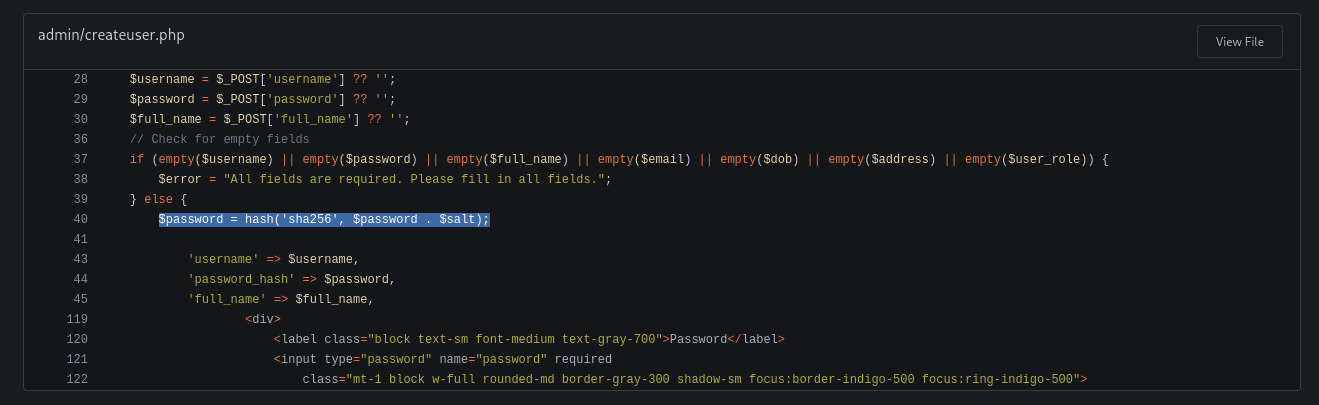 admin/createuser.php
View File
28 $username = $_POST['username'] ?? '';
29 $password = $_POST['password'] ?? '';
30 $full_name = $_POST['full_name'] ?? '';
36 // Check for empty fields
37 if (empty($username) || empty($password) || empty($full_name) || empty($email) || empty($dob) || empty($address) || empty($user_role)) {
38 $error = "All fields are required. Please fill in all fields.";
39 } else {
40 $password = hash('sha256', $password . $salt);
41
43 'username' => $username,
44 'password_hash' => $password,
45 'full_name' => $full_name,
119 <div>
120 <label class="block text-sm font-medium text-gray-700">Password</label>
121 <input type="password" name="password" required
122 class="mt-1 block w-full rounded-md border-gray-300 shadow-sm focus:border-indigo-500 focus:ring-indigo-500">